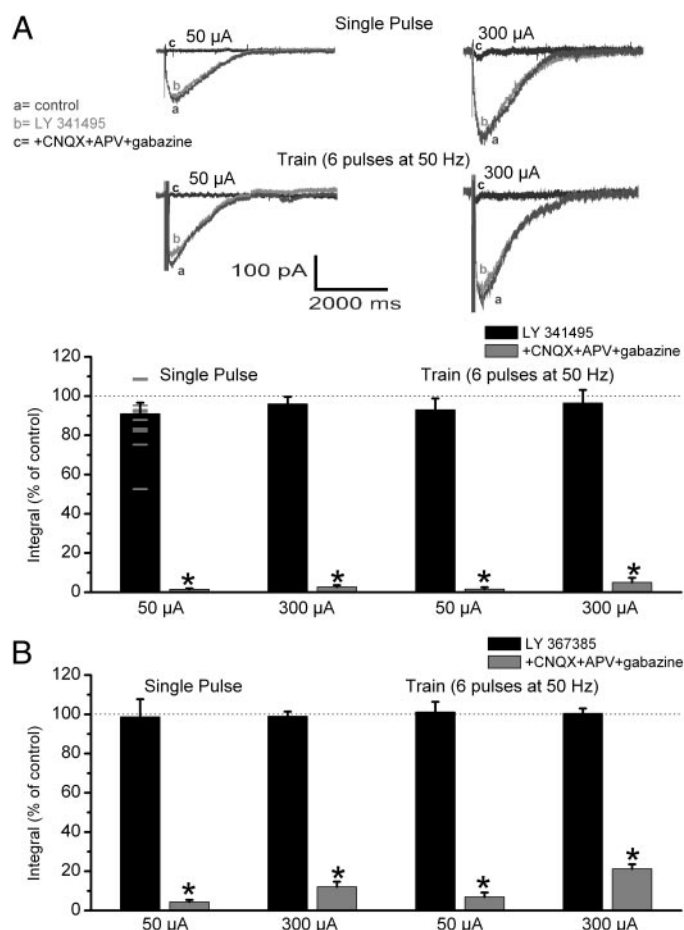 A
Single Pulse
50 µA
300 µA
c
c
b
a
b
a
a= control
b= LY 341495
c= +CNQX+APV+gabazine
Train (6 pulses at 50 Hz)
50 µA
300 µA
c
c
b
a
b
a
100 pA
2000 ms
LY 341495
+CNQX+APV+gabazine
Single Pulse
Train (6 pulses at 50 Hz)
Integral (% of control)
120
100
80
60
40
20
0
* * * *
50 µA 300 µA 50 µA 300 µA
B
LY 367385
+CNQX+APV+gabazine
Single Pulse
Train (6 pulses at 50 Hz)
Integral (% of control)
120
100
80
60
40
20
0
* * * *
50 µA 300 µA 50 µA 300 µA